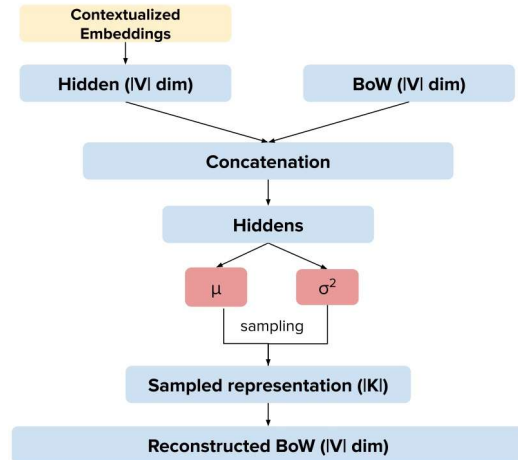 Contextualized
Embeddings
Hidden (|V| dim)
BoW (|V| dim)
Concatenation
Hiddens
μ
σ²
sampling
Sampled representation (|K|)
Reconstructed BoW (|V| dim)